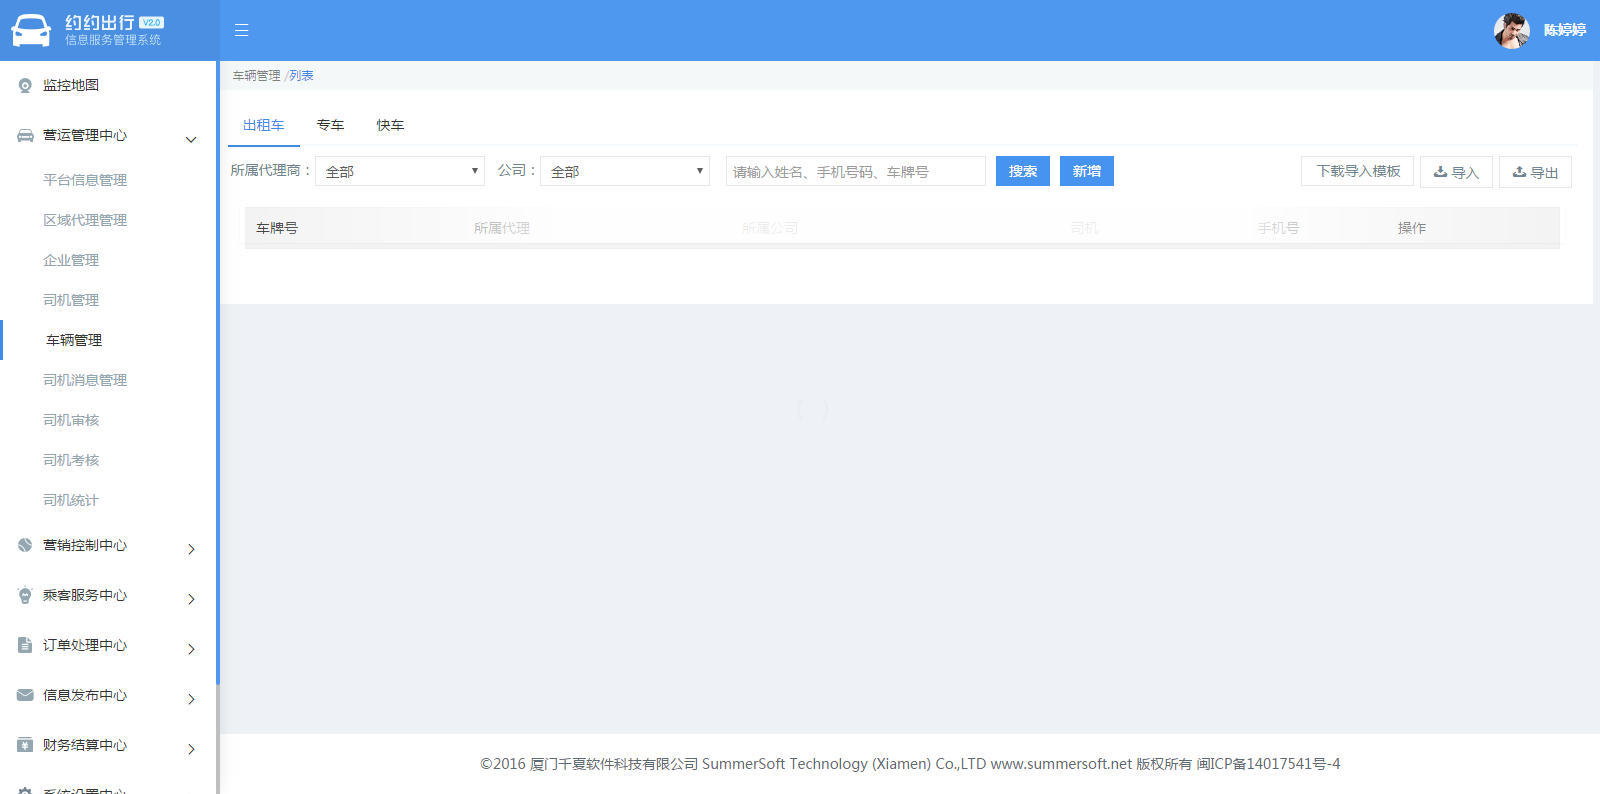 约约出行 V2.0
信息服务管理系统
陈婷婷
监控地图
营运管理中心
平台信息管理
区域代理管理
企业管理
司机管理
车辆管理
司机消息管理
司机审核
司机考核
司机统计
营销控制中心
乘客服务中心
订单处理中心
信息发布中心
财务结算中心
系统设置中心
车辆管理 /列表
出租车 专车 快车
所属代理商： 全部 公司： 全部 请输入姓名、手机号码、车牌号 搜索 新增 下载导入模板 导入 导出
车牌号 所属代理 所属公司 司机 手机号 操作
©2016 厦门千夏软件科技有限公司 SummerSoft Technology (Xiamen) Co.,LTD www.summersoft.net 版权所有 闽ICP备14017541号-4